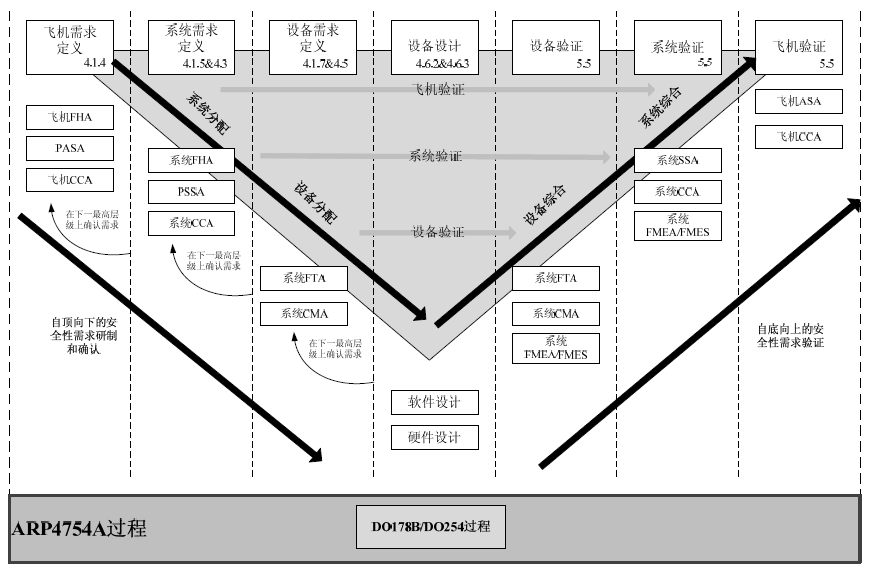 飞机需求
定义
4.1.4
系统需求
定义
4.1.5&4.3
设备需求
定义
4.1.7&4.5
设备设计
4.6.2&4.6.3
设备验证
5.5
系统验证
5.5
飞机验证
5.5
飞机验证
系统验证
设备验证
系统分配
设备分配
设备综合
系统综合
飞机FHA
PASA
飞机CCA
在下一最高层
级上确认需求
系统FHA
PSSA
系统CCA
在下一最高层
级上确认需求
系统FTA
系统CMA
在下一最高层
级上确认需求
软件设计
硬件设计
系统FTA
系统CMA
系统
FMEA/FMES
系统SSA
系统CCA
系统
FMEA/FMES
飞机ASA
飞机CCA
自顶向下的安
全性需求研制
和确认
自底向上的安
全性需求验证
ARP4754A过程
DO178B/DO254过程